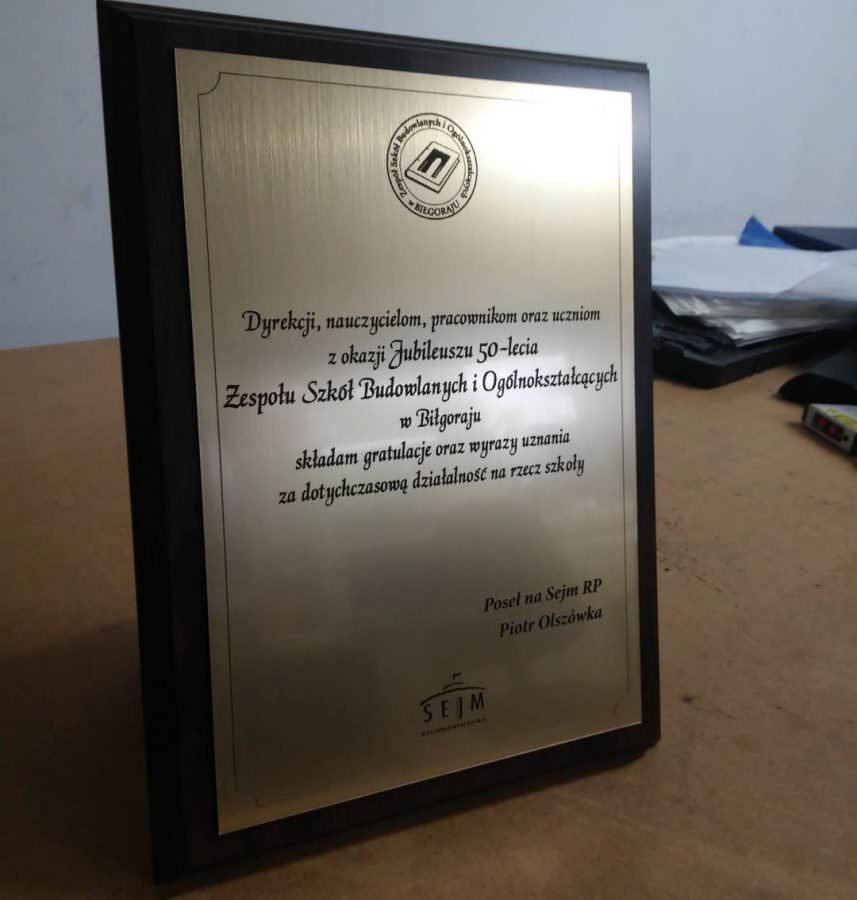 Zespół Szkół Budowlanych i Ogólnokształcących
w BIŁGORAJU
Dyrekcji, nauczycielom, pracownikom oraz uczniom
z okazji Jubileuszu 50-lecia
Zespołu Szkół Budowlanych i Ogólnokształcących
w Biłgoraju
składam gratulacje oraz wyrazy uznania
za dotychczasową działalność na rzecz szkoły
Poseł na Sejm RP
Piotr Olszówka
SEJM